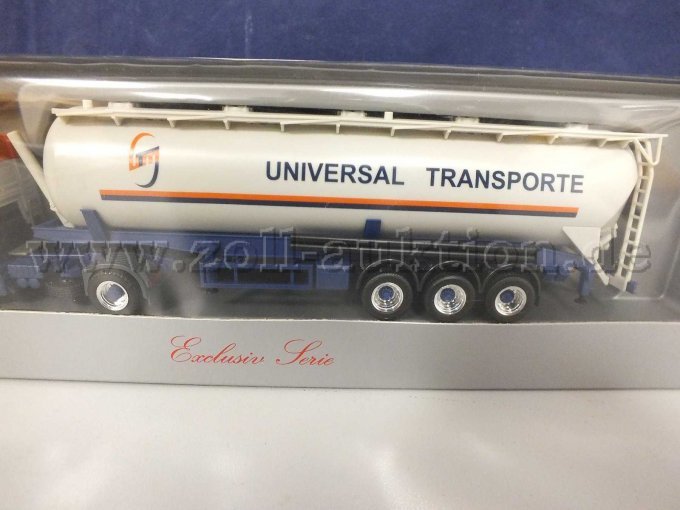 UNIVERSAL TRANSPORTE
www.zoll-auktion.de
Exclusiv Serie